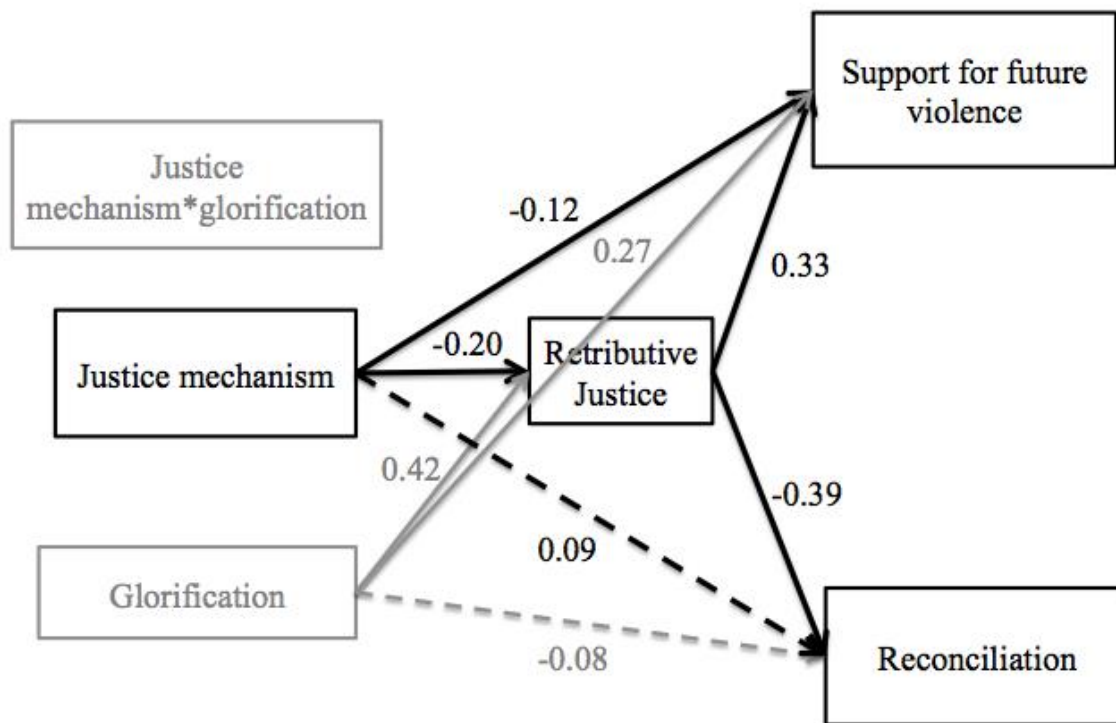 Support for future
violence
Justice
mechanism*glorification
-0.12
0.27
0.33
-0.20
Justice mechanism
Retributive
Justice
0.42
-0.39
0.09
Glorification
-0.08
Reconciliation